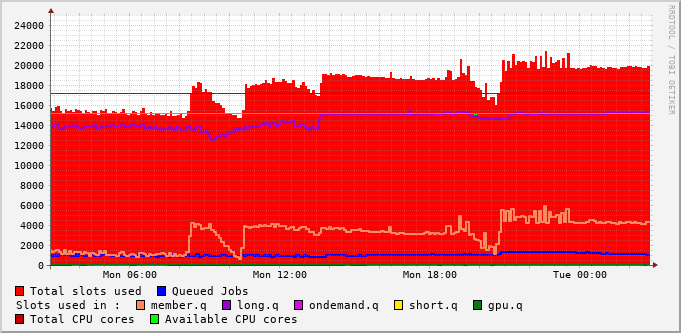 24000
22000
20000
18000
16000
14000
12000
10000
8000
6000
4000
2000
0
Mon 06:00 Mon 12:00 Mon 18:00 Tue 00:00
Total slots used Queued Jobs
Slots used in : member.q long.q ondemand.q short.q gpu.q
Total CPU cores Available CPU cores
RRDTOOL / TOBI OETIKER